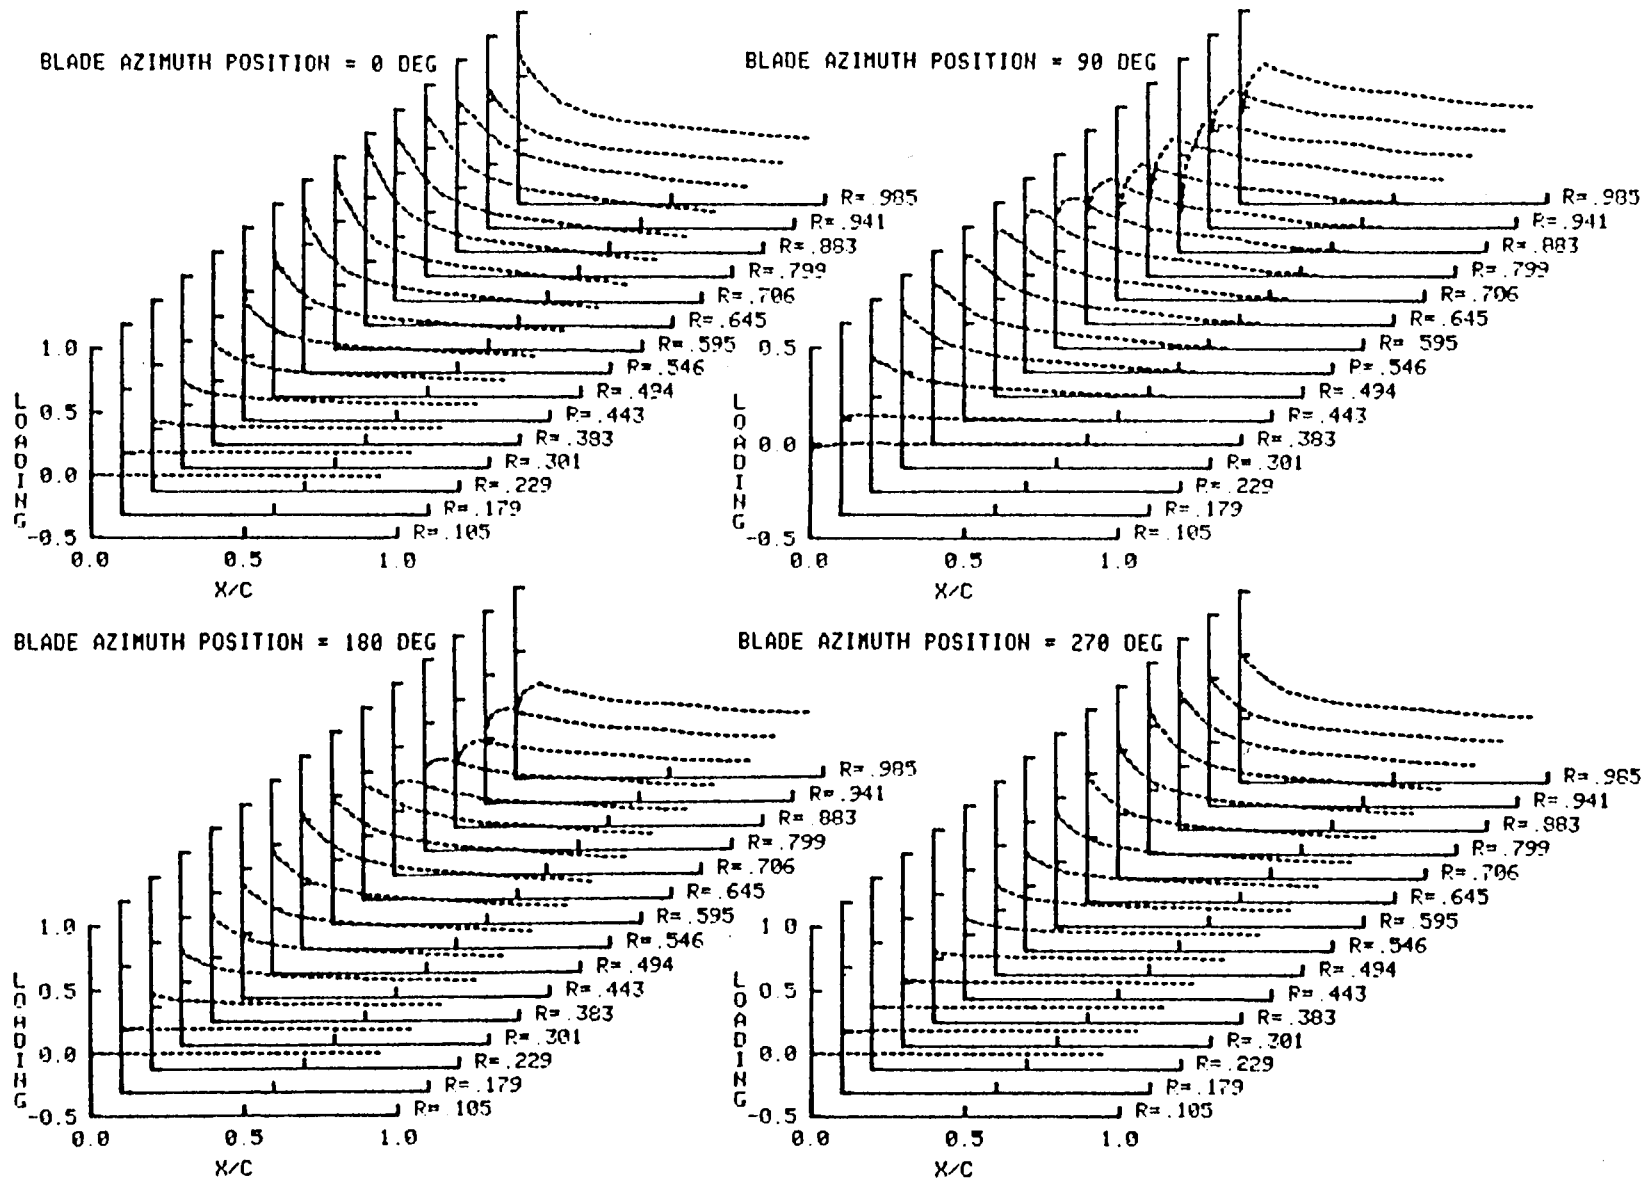 BLADE AZIMUTH POSITION = 0 DEG
R=.985
R=.941
R=.883
R=.799
R=.706
R=.645
R=.595
R=.546
R=.494
R=.443
R=.383
R=.301
R=.229
R=.179
R=.105
1.0
0.5
0.0
-0.5
LOADING
0.0 0.5 1.0
X/C
BLADE AZIMUTH POSITION = 90 DEG
R=.985
R=.941
R=.883
R=.799
R=.706
R=.645
R=.595
R=.546
R=.494
R=.443
R=.383
R=.301
R=.229
R=.179
R=.105
0.5
0.0
-0.5
LOADING
0.0 0.5 1.0
X/C
BLADE AZIMUTH POSITION = 180 DEG
R=.985
R=.941
R=.883
R=.799
R=.706
R=.645
R=.595
R=.546
R=.494
R=.443
R=.383
R=.301
R=.229
R=.179
R=.105
1.0
0.5
0.0
-0.5
LOADING
0.0 0.5 1.0
X/C
BLADE AZIMUTH POSITION = 270 DEG
R=.985
R=.941
R=.883
R=.799
R=.706
R=.645
R=.595
R=.546
R=.494
R=.443
R=.383
R=.301
R=.229
R=.179
R=.105
1.0
0.5
0.0
-0.5
LOADING
0.0 0.5 1.0
X/C